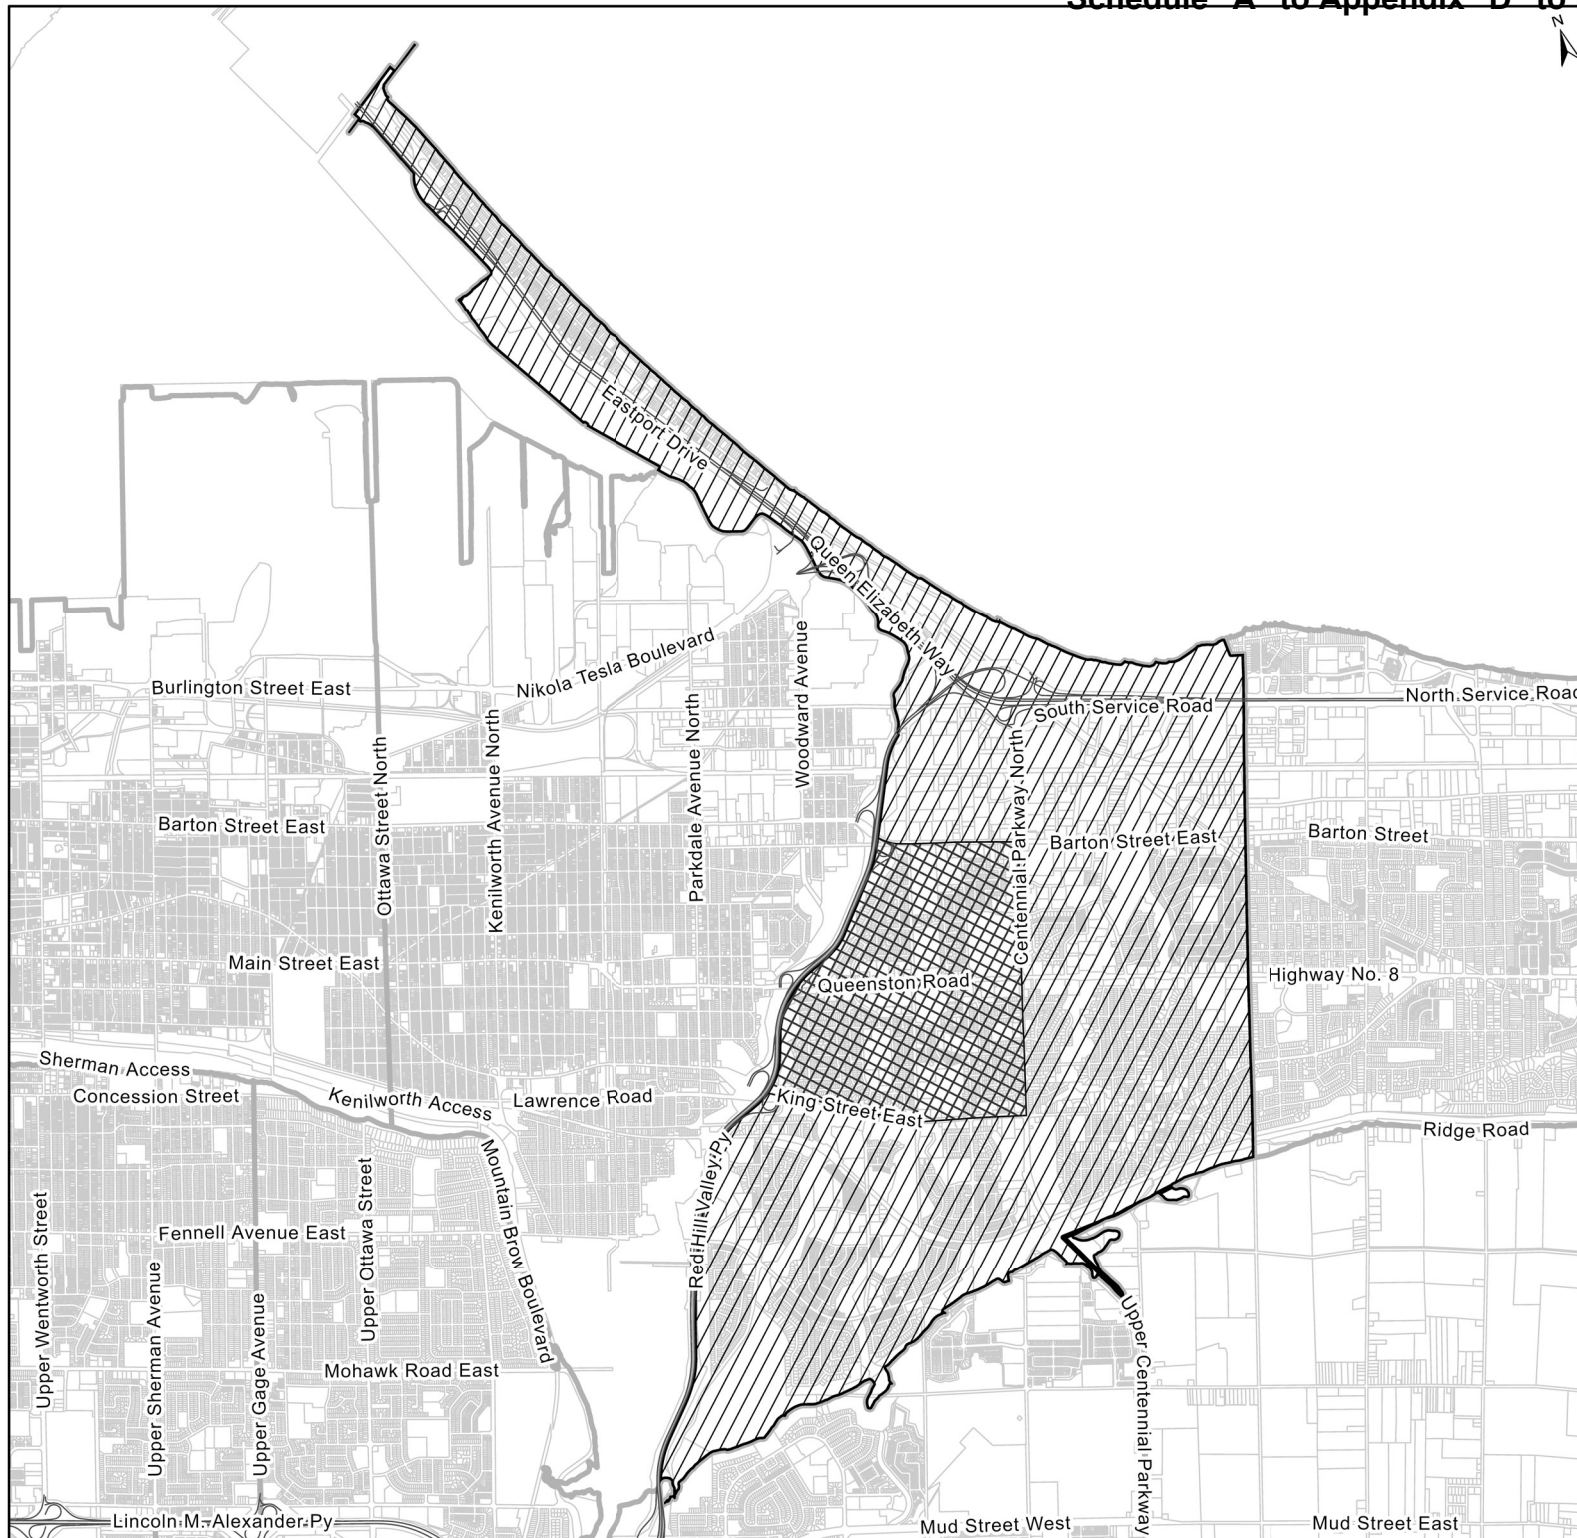 Schedule "A" to Appendix "D" to
N
Eastport Drive
Queen Elizabeth Way
Nikola Tesla Boulevard
Burlington Street East
Woodward Avenue
North Service Road
South Service Road
Parkdale Avenue North
Kenilworth Avenue North
Ottawa Street North
Centennial Parkway North
Barton Street East
Barton Street East
Barton Street
Main Street East
Queenston Road
Highway No. 8
Sherman Access
Concession Street
Kenilworth Access
Lawrence Road
King Street East
Ridge Road
Red Hill Valley Py
Mountain Brow Boulevard
Upper Ottawa Street
Upper Wentworth Street
Fennell Avenue East
Upper Sherman Avenue
Upper Gage Avenue
Mohawk Road East
Upper Centennial Parkway
Lincoln M. Alexander Py
Mud Street West
Mud Street East